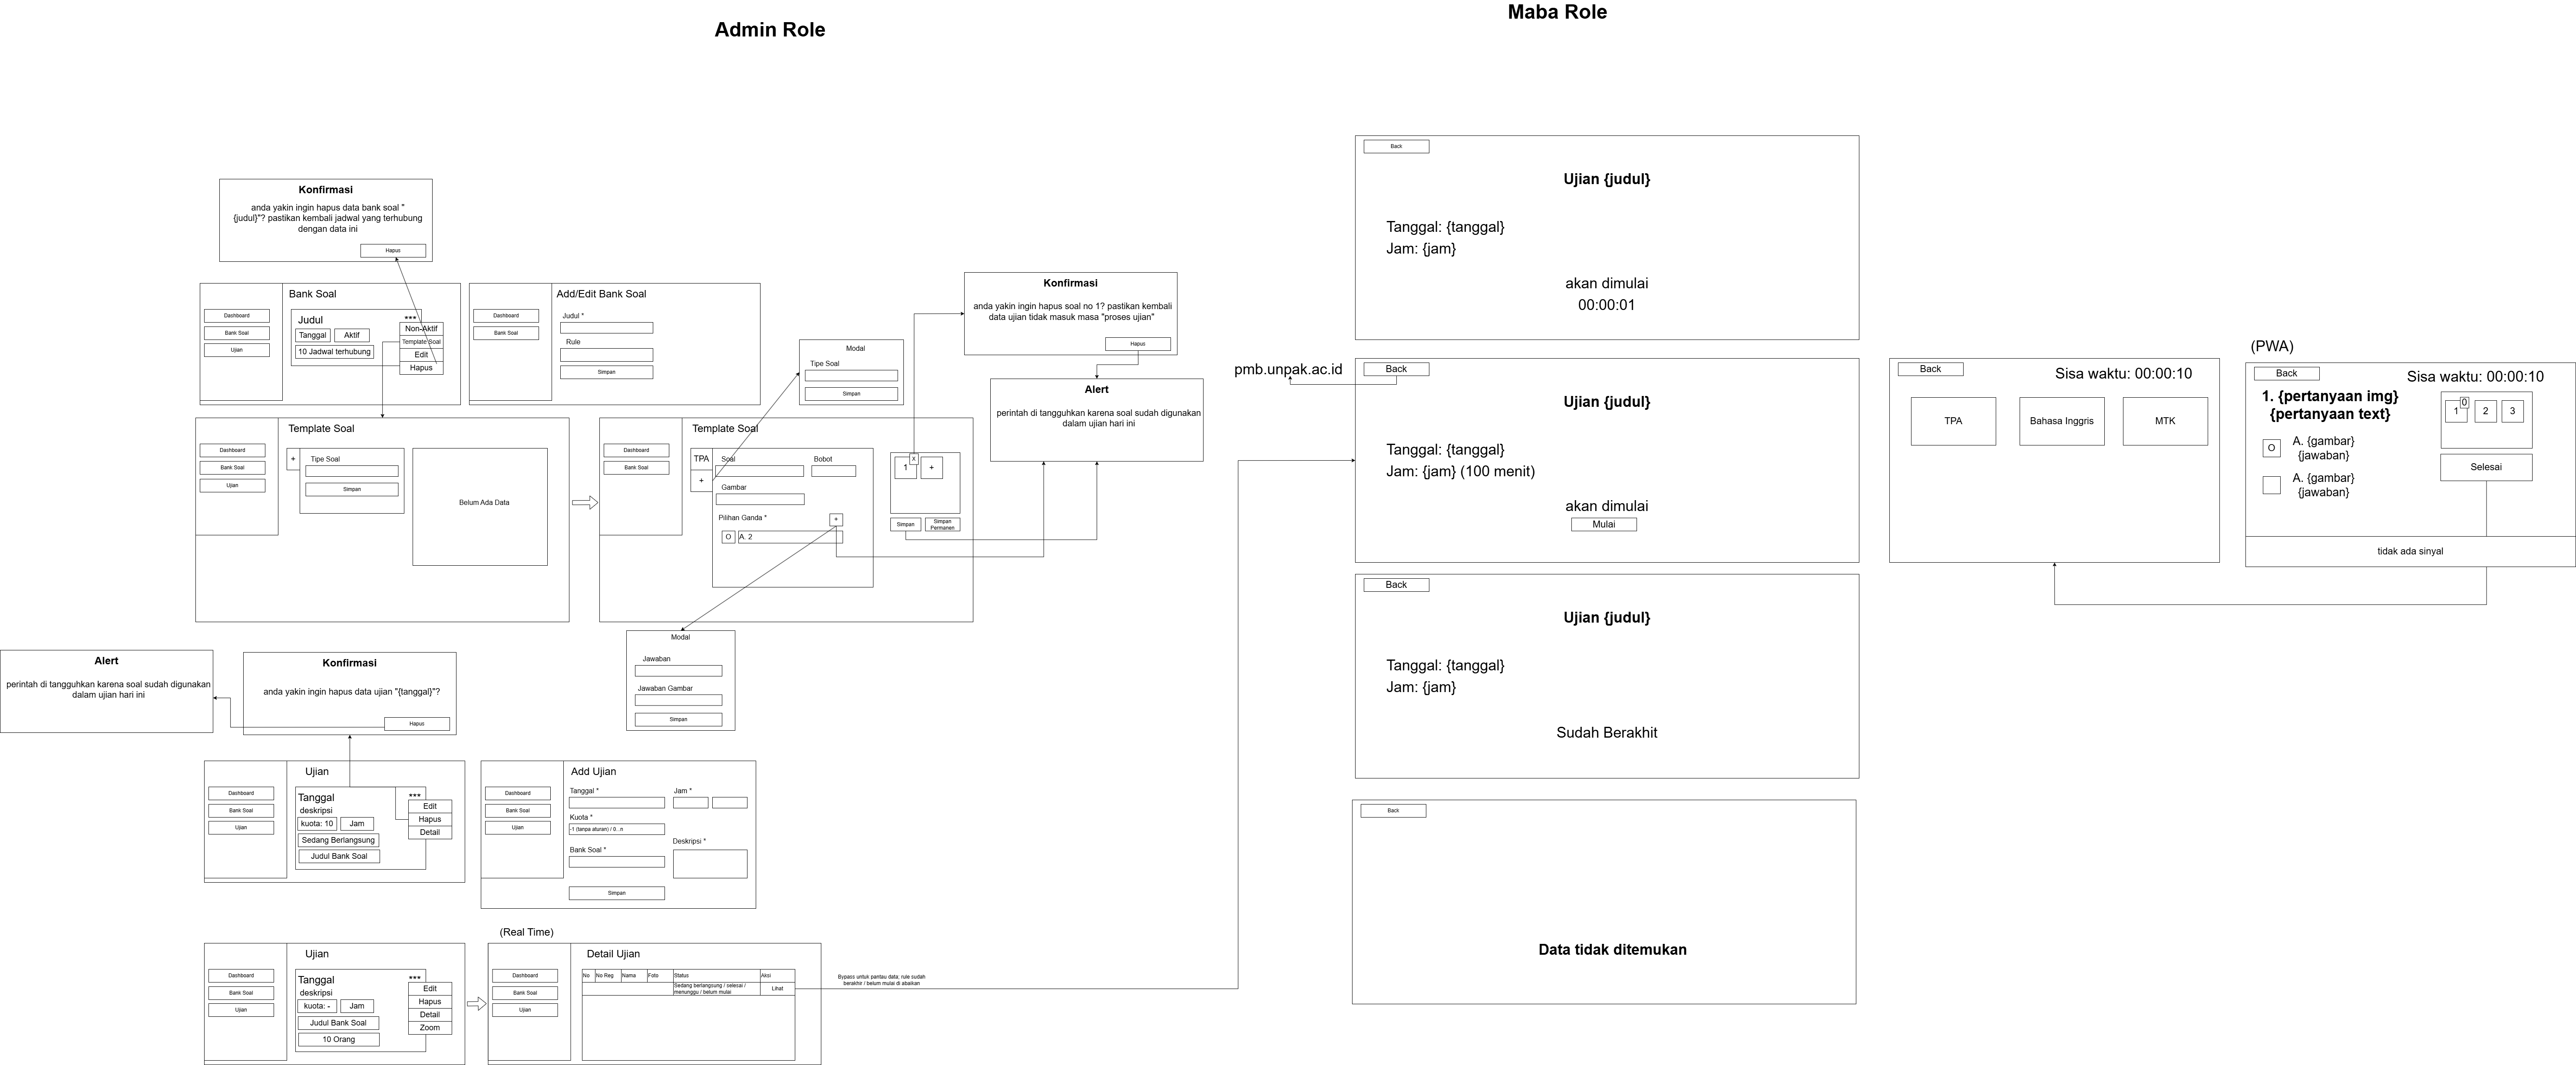 Admin Role
Maba Role
Konfirmasi
anda yakin ingin hapus data bank soal "
{judul}"? pastikan kembali jadwal yang terhubung
dengan data ini
Hapus
Bank Soal
Dashboard
Bank Soal
Ujian
Judul
***
Tanggal
Aktif
10 Jadwal terhubung
Non-Aktif
Template Soal
Edit
Hapus
Add/Edit Bank Soal
Dashboard
Bank Soal
Judul *
Rule
Simpan
Modal
Tipe Soal
Simpan
Konfirmasi
anda yakin ingin hapus soal no 1? pastikan kembali
data ujian tidak masuk masa "proses ujian"
Hapus
Alert
perintah di tangguhkan karena soal sudah digunakan
dalam ujian hari ini
Template Soal
Dashboard
Bank Soal
Ujian
+
Tipe Soal
Simpan
Belum Ada Data
Template Soal
Dashboard
Bank Soal
TPA
+
Soal
Bobot
Gambar
Pilihan Ganda *
+
O
A. 2
1
X
+
Simpan
Simpan
Permanen
Modal
Jawaban
Jawaban Gambar
Simpan
Alert
perintah di tangguhkan karena soal sudah digunakan
dalam ujian hari ini
Konfirmasi
anda yakin ingin hapus data ujian "{tanggal}"?
Hapus
Ujian
Dashboard
Bank Soal
Ujian
Tanggal
***
deskripsi
kuota: 10
Jam
Sedang Berlangsung
Judul Bank Soal
Edit
Hapus
Detail
Add Ujian
Dashboard
Bank Soal
Ujian
Tanggal *
Jam *
Kuota *
-1 (tanpa aturan) / 0...n
Bank Soal *
Deskripsi *
Simpan
Ujian
Dashboard
Bank Soal
Ujian
Tanggal
***
deskripsi
kuota: -
Jam
Judul Bank Soal
10 Orang
Edit
Hapus
Detail
Zoom
(Real Time)
Detail Ujian
Dashboard
Bank Soal
Ujian
No
No Reg
Nama
Foto
Status
Aksi
Sedang berlangsung / selesai /
menunggu / belum mulai
Lihat
Bypass untuk pantau data; rule sudah
berakhir / belum mulai di abaikan
Back
Ujian {judul}
Tanggal: {tanggal}
Jam: {jam}
akan dimulai
00:00:01
pmb.unpak.ac.id
Back
Ujian {judul}
Tanggal: {tanggal}
Jam: {jam} (100 menit)
akan dimulai
Mulai
Back
Ujian {judul}
Tanggal: {tanggal}
Jam: {jam}
Sudah Berakhit
Back
Data tidak ditemukan
Back
Sisa waktu: 00:00:10
TPA
Bahasa Inggris
MTK
(PWA)
Back
Sisa waktu: 00:00:10
1. {pertanyaan img}
{pertanyaan text}
O
A. {gambar}
{jawaban}
A. {gambar}
{jawaban}
1
0
2
3
Selesai
tidak ada sinyal